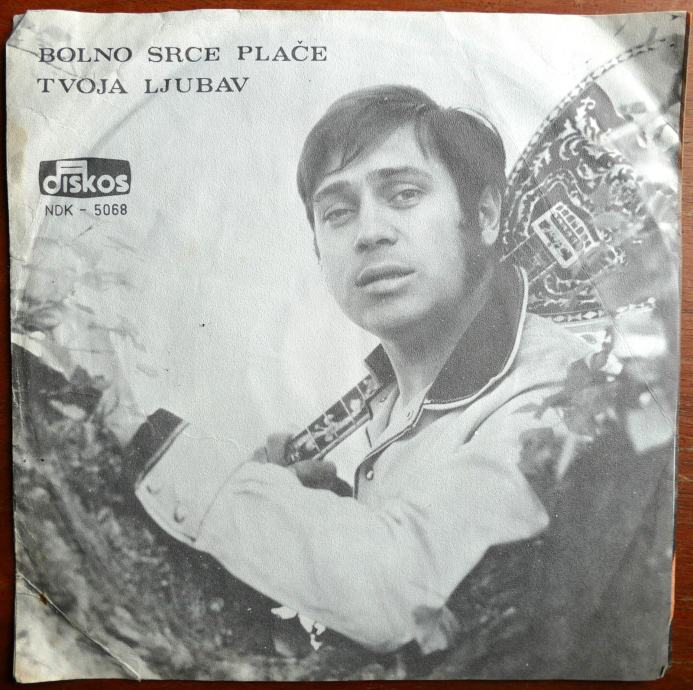 BOLNO SRCE PLAČE
TVOJA LJUBAV
diskos
NDK - 5068